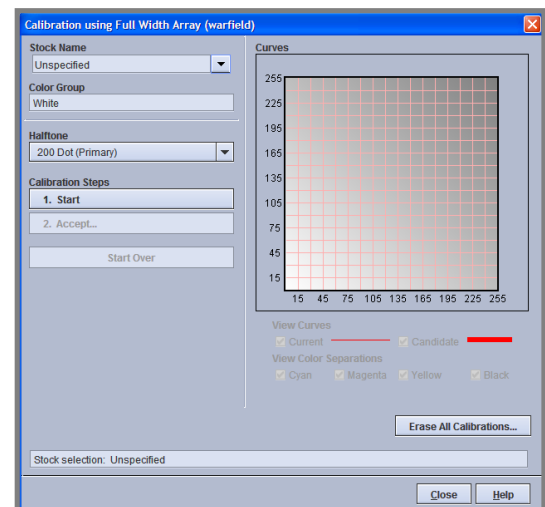 Calibration using Full Width Array (warfield)
Stock Name
Unspecified
Color Group
White
Halftone
200 Dot (Primary)
Calibration Steps
1. Start
2. Accept...
Start Over
Curves
255
225
195
165
135
105
75
45
15
15 45 75 105 135 165 195 225 255
View Curves
Current Candidate
View Color Separations
Cyan Magenta Yellow Black
Erase All Calibrations...
Stock selection: Unspecified
Close Help